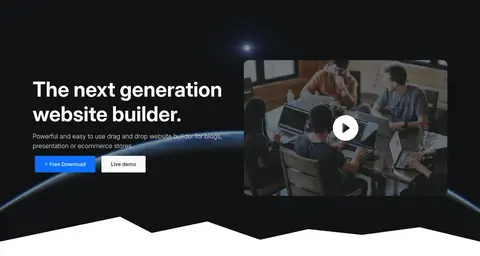 The next generation
website builder.
Powerful and easy to use drag and drop website builder for blogs,
presentation or ecommerce stores.
Free Download
Live demo